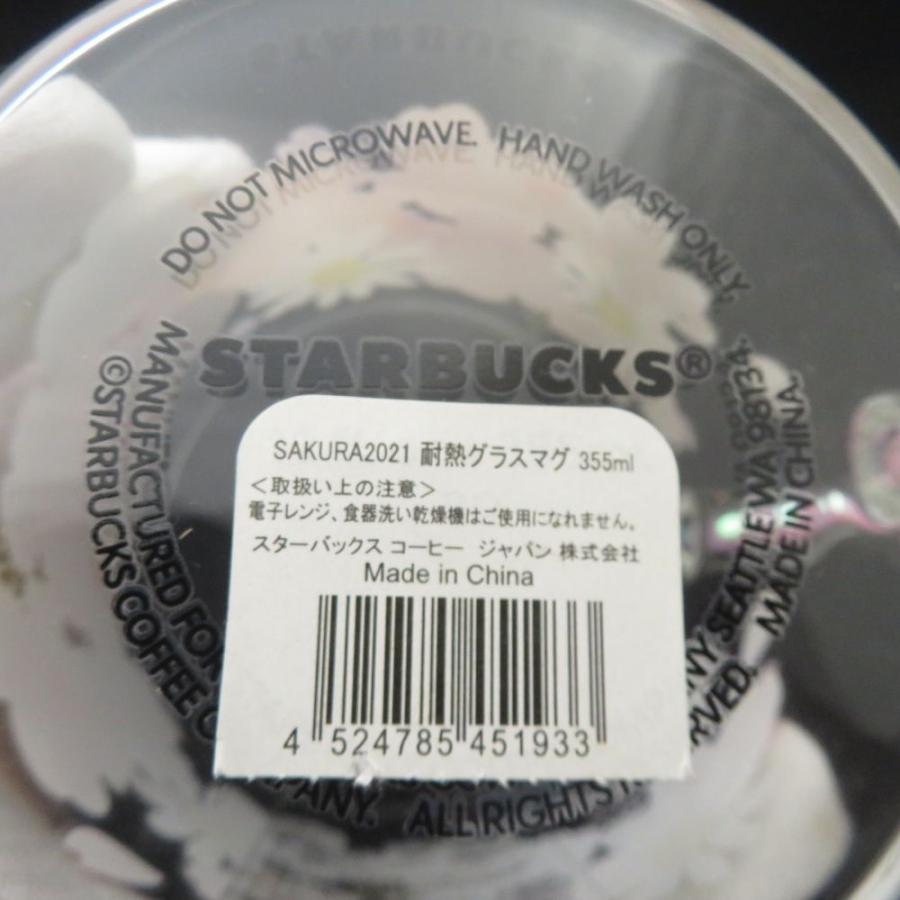 DO NOT MICROWAVE. HAND WASH ONLY.
STARBUCKS®
MANUFACTURED FOR
SEATTLE WA 98134.
©STARBUCKS COFFEE
COMPANY. ALL RIGHTS RESERVED.
MADE IN CHINA.
SAKURA2021 耐熱グラスマグ 355ml
＜取扱い上の注意＞
電子レンジ、食器洗い乾燥機はご使用になれません。
スターバックス コーヒー ジャパン 株式会社
Made in China
4 524785 451933